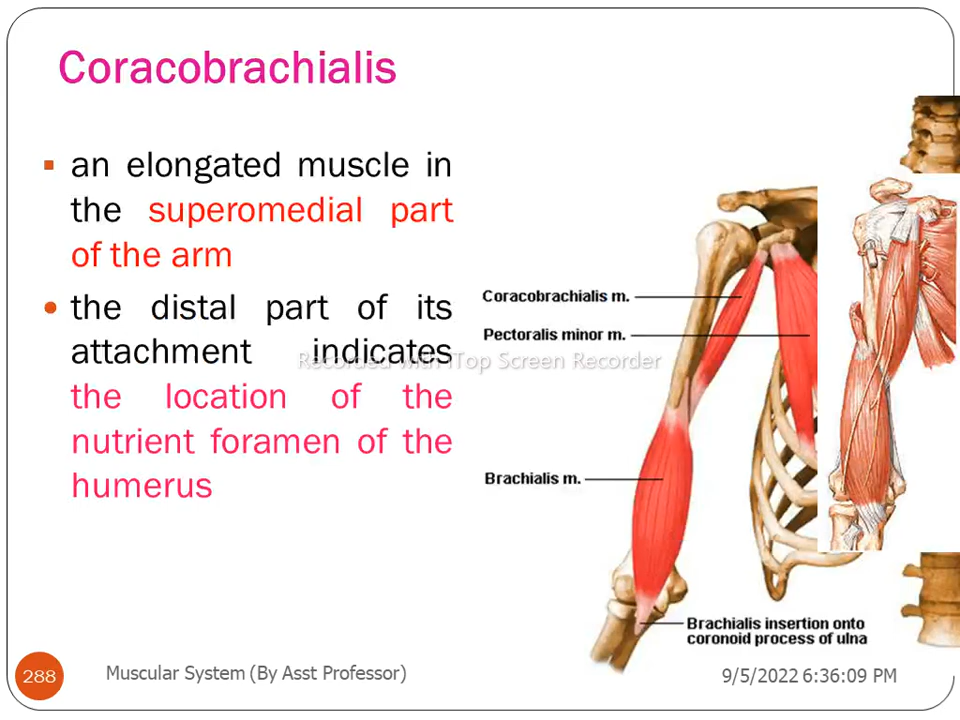 Coracobrachialis
an elongated muscle in
the superomedial part
of the arm
the distal part of its
attachment indicates
the location of the
nutrient foramen of the
humerus
Recorded with iTop Screen Recorder
Coracobrachialis m.
Pectoralis minor m.
Brachialis m.
Brachialis insertion onto
coronoid process of ulna
288
Muscular System (By Asst Professor)
9/5/2022 6:36:09 PM